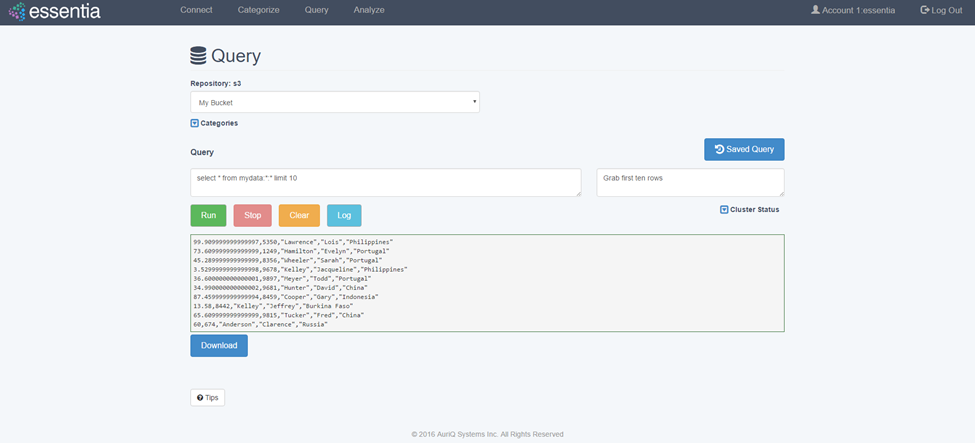 essentia Connect Categorize Query Analyze Account 1:essentia Log Out
Query
Repository: s3
My Bucket
Categories
Query Saved Query
select * from mydata:*:* limit 10 Grab first ten rows
Run Stop Clear Log Cluster Status
99.909999999999997,5350,"Lawrence","Lois","Philippines"
73.609999999999999,1249,"Hamilton","Evelyn","Portugal"
45.289999999999999,8356,"Wheeler","Sarah","Portugal"
3.5299999999999998,9678,"Kelley","Jacqueline","Philippines"
36.600000000000001,9897,"Meyer","Todd","Portugal"
34.990000000000002,9681,"Hunter","David","China"
87.459999999999994,8459,"Cooper","Gary","Indonesia"
13.58,8442,"Kelley","Jeffrey","Burkina Faso"
65.609999999999999,9815,"Tucker","Fred","China"
60,674,"Anderson","Clarence","Russia"
Download
Tips
© 2016 AuriQ Systems Inc. All Rights Reserved